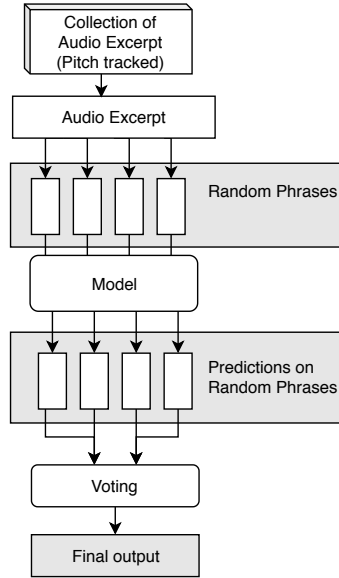 Collection of
Audio Excerpt
(Pitch tracked)
Audio Excerpt
Random Phrases
Model
Predictions on
Random Phrases
Voting
Final output